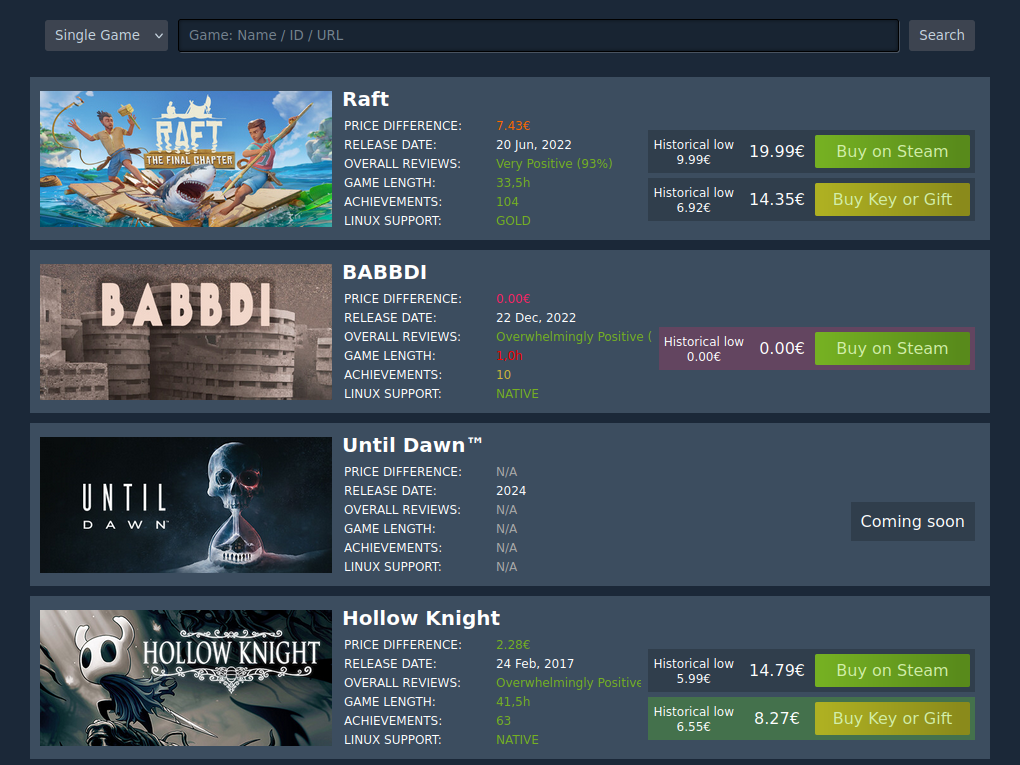 Single Game
Game: Name / ID / URL
Search
RAFT
THE FINAL CHAPTER
Raft
PRICE DIFFERENCE: 7.43€
RELEASE DATE: 20 Jun, 2022
OVERALL REVIEWS: Very Positive (93%)
GAME LENGTH: 33,5h
ACHIEVEMENTS: 104
LINUX SUPPORT: GOLD
Historical low
9.99€
19.99€
Buy on Steam
Historical low
6.92€
14.35€
Buy Key or Gift
BABBDI
BABBDI
PRICE DIFFERENCE: 0.00€
RELEASE DATE: 22 Dec, 2022
OVERALL REVIEWS: Overwhelmingly Positive (
GAME LENGTH: 1,0h
ACHIEVEMENTS: 10
LINUX SUPPORT: NATIVE
Historical low
0.00€
0.00€
Buy on Steam
UNTIL
DAWN™
Until Dawn™
PRICE DIFFERENCE: N/A
RELEASE DATE: 2024
OVERALL REVIEWS: N/A
GAME LENGTH: N/A
ACHIEVEMENTS: N/A
LINUX SUPPORT: N/A
Coming soon
HOLLOW KNIGHT
Hollow Knight
PRICE DIFFERENCE: 2.28€
RELEASE DATE: 24 Feb, 2017
OVERALL REVIEWS: Overwhelmingly Positive
GAME LENGTH: 41,5h
ACHIEVEMENTS: 63
LINUX SUPPORT: NATIVE
Historical low
5.99€
14.79€
Buy on Steam
Historical low
6.55€
8.27€
Buy Key or Gift